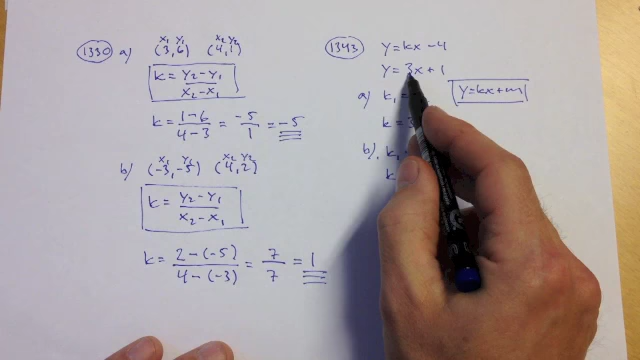 1330) a) x₁ y₁ x₂ y₂
(3,6) (4,1)
k = y₂-y₁ / x₂-x₁
k = 1-6 / 4-3 = -5 / 1 = -5
b) x₁ y₁ x₂ y₂
(-3,-5) (4,2)
k = y₂-y₁ / x₂-x₁
k = 2-(-5) / 4-(-3) = 7 / 7 = 1
1343) y = kx - 4
y = 3x + 1
a) k₁ =
y = kx + m
k = 3
b) k₁
k